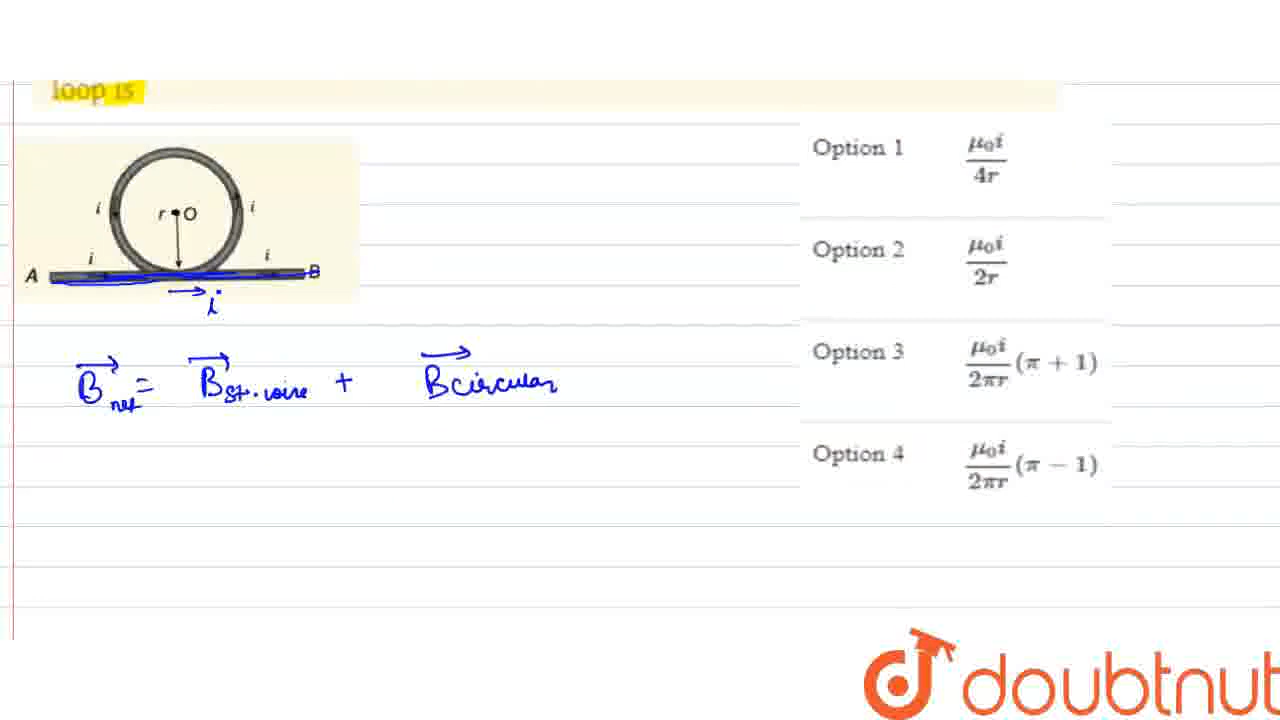 loop is
Option 1 μ₀i/4r
i r O i
Option 2 μ₀i/2r
i i
A B
i
Option 3 μ₀i/2πr (π + 1)
B net = B st. wire + B circular
Option 4 μ₀i/2πr (π − 1)
doubtnut